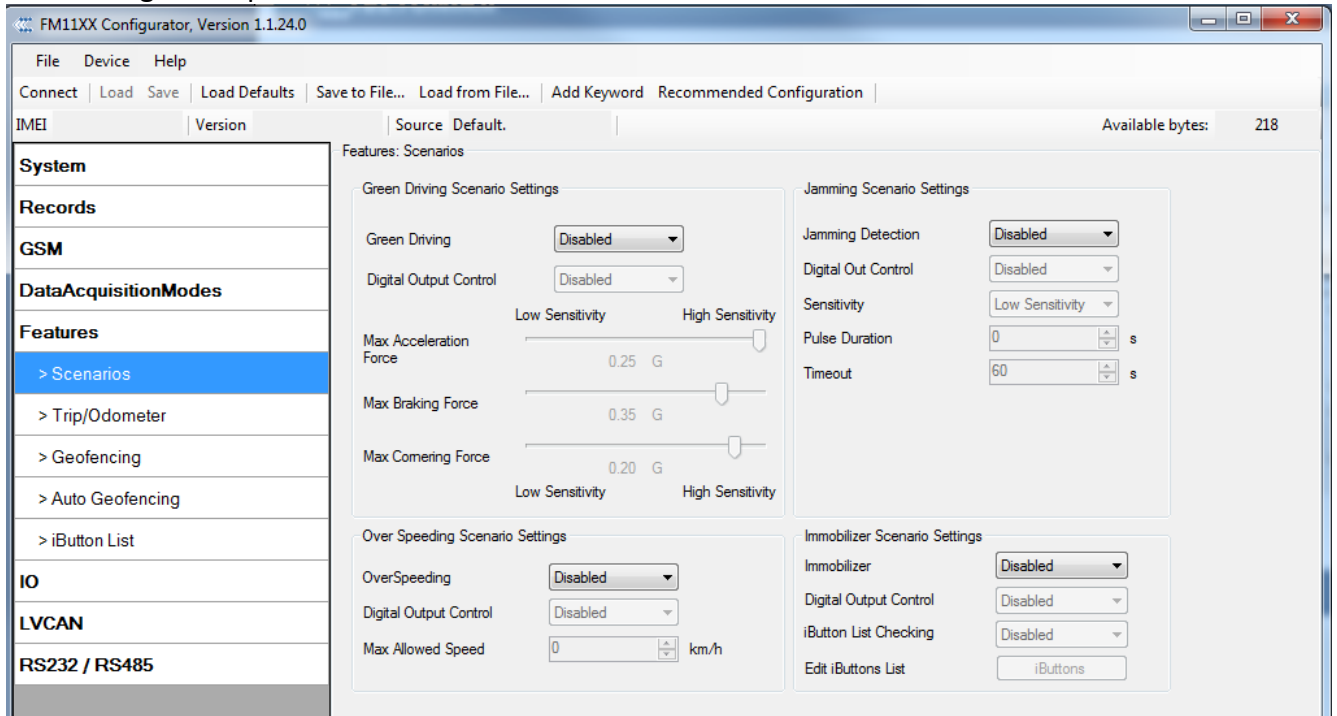 FM11XX Configurator, Version 1.1.24.0
File Device Help
Connect Load Save Load Defaults Save to File... Load from File... Add Keyword Recommended Configuration
IMEI Version Source Default. Available bytes: 218
System
Records
GSM
DataAcquisitionModes
Features
> Scenarios
> Trip/Odometer
> Geofencing
> Auto Geofencing
> iButton List
IO
LVCAN
RS232 / RS485
Features: Scenarios
Green Driving Scenario Settings
Green Driving Disabled
Digital Output Control Disabled
Low Sensitivity High Sensitivity
Max Acceleration
Force
0.25 G
Max Braking Force
0.35 G
Max Cornering Force
0.20 G
Low Sensitivity High Sensitivity
Jamming Scenario Settings
Jamming Detection Disabled
Digital Out Control Disabled
Sensitivity Low Sensitivity
Pulse Duration 0 s
Timeout 60 s
Over Speeding Scenario Settings
OverSpeeding Disabled
Digital Output Control Disabled
Max Allowed Speed 0 km/h
Immobilizer Scenario Settings
Immobilizer Disabled
Digital Output Control Disabled
iButton List Checking Disabled
Edit iButtons List iButtons